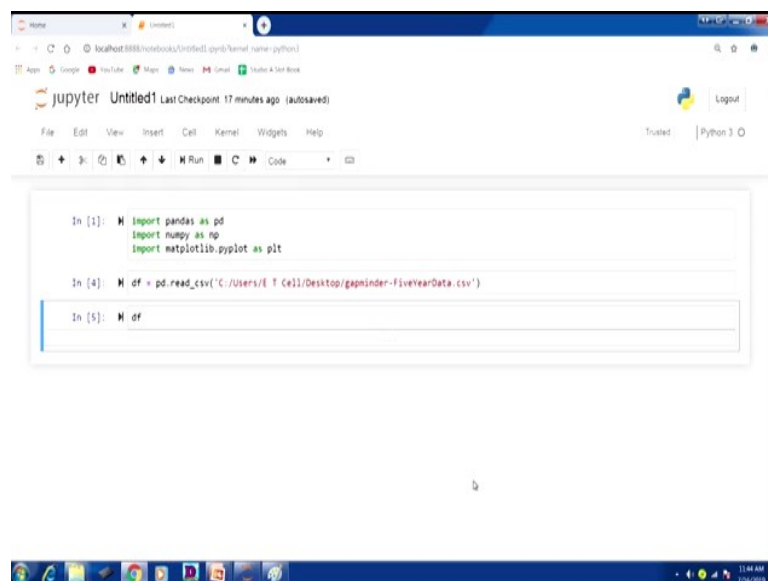 Home
Untitled1
localhost:8888/notebooks/Untitled1.ipynb?kernel_name=python3
Apps Google YouTube Maps News Gmail
jupyter Untitled1 Last Checkpoint 17 minutes ago (autosaved)
Logout
File Edit View Insert Cell Kernel Widgets Help
Trusted Python 3
Run Code
In [1]: import pandas as pd
import numpy as np
import matplotlib.pyplot as plt
In [4]: df = pd.read_csv('C:/Users/E T Cell/Desktop/gapminder-FiveYearData.csv')
In [5]: df
11:44 AM